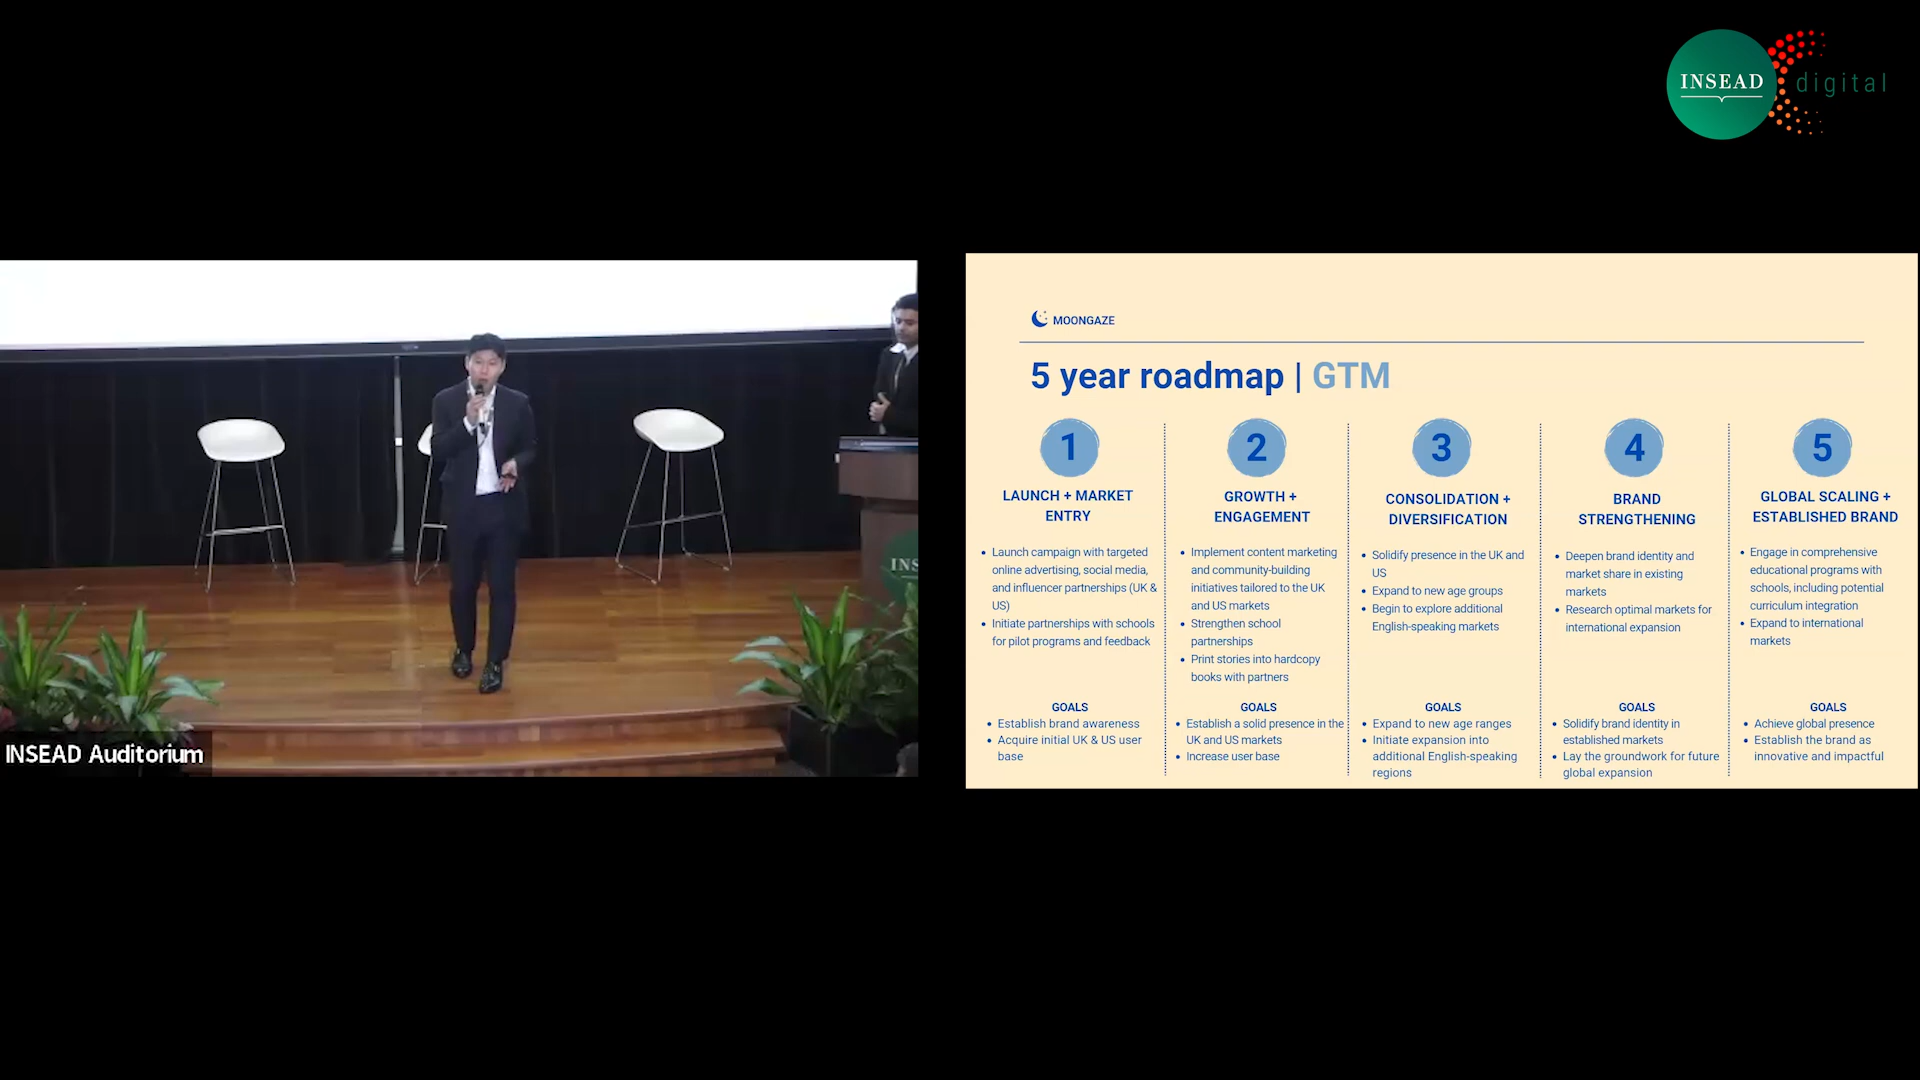 INSEAD
digital
MOONGAZE
5 year roadmap | GTM
1
LAUNCH + MARKET
ENTRY
• Launch campaign with targeted
online advertising, social media,
and influencer partnerships (UK &
US)
• Initiate partnerships with schools
for pilot programs and feedback
GOALS
• Establish brand awareness
• Acquire initial UK & US user
base
2
GROWTH +
ENGAGEMENT
• Implement content marketing
and community-building
initiatives tailored to the UK
and US markets
• Strengthen school
partnerships
• Print stories into hardcopy
books with partners
GOALS
• Establish a solid presence in the
UK and US markets
• Increase user base
3
CONSOLIDATION +
DIVERSIFICATION
• Solidify presence in the UK and
US
• Expand to new age groups
• Begin to explore additional
English-speaking markets
GOALS
• Expand to new age ranges
• Initiate expansion into
additional English-speaking
regions
4
BRAND
STRENGTHENING
• Deepen brand identity and
market share in existing
markets
• Research optimal markets for
international expansion
GOALS
• Solidify brand identity in
established markets
• Lay the groundwork for future
global expansion
5
GLOBAL SCALING +
ESTABLISHED BRAND
• Engage in comprehensive
educational programs with
schools, including potential
curriculum integration
• Expand to international
markets
GOALS
• Achieve global presence
• Establish the brand as
innovative and impactful
INS
INSEAD Auditorium